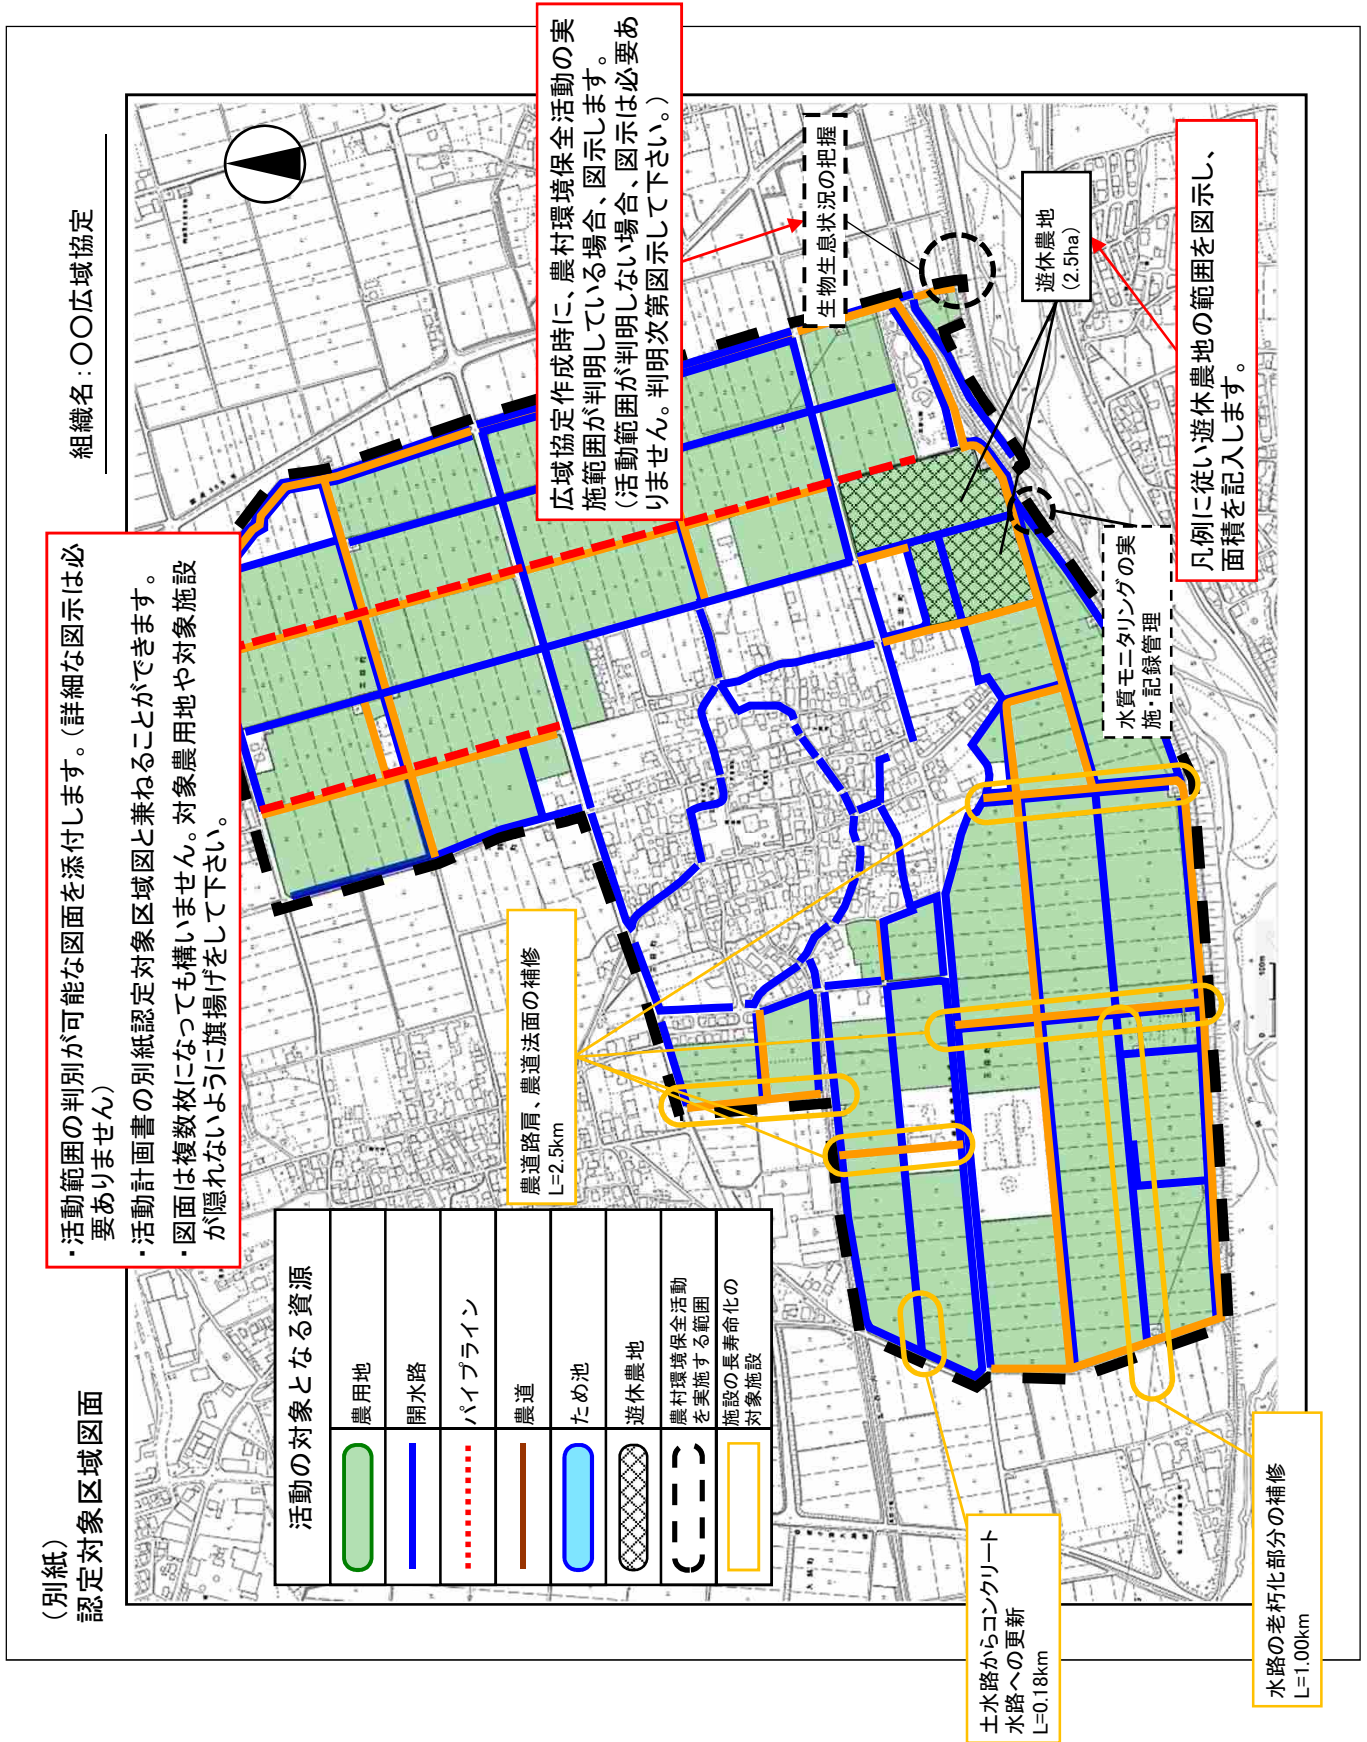 （別紙）
認定対象区域図面
組織名：〇〇広域協定
・活動範囲の判別が可能な図面を添付します。（詳細な図示は必
要ありません）
・活動計画書の別紙認定対象区域図と兼ねることができます。
・図面は複数枚になっても構いません。対象農用地や対象施設
が隠れないように旗揚げをして下さい。
活動の対象となる資源
農用地
開水路
パイプライン
農道
ため池
遊休農地
農村環境保全活動
を実施する範囲
施設の長寿命化の
対象施設
農道路肩、農道法面の補修
L=2.5km
広域協定作成時に、農村環境保全活動の実
施範囲が判明している場合、図示します。
（活動範囲が判明しない場合、図示は必要あ
りません。判明次第図示して下さい。）
生物生息状況の把握
遊休農地
（2.5ha）
水質モニタリングの実
施・記録管理
凡例に従い遊休農地の範囲を図示し、
面積を記入します。
土水路からコンクリート
水路への更新
L=0.18km
水路の老朽化部分の補修
L=1.00km
0 100m